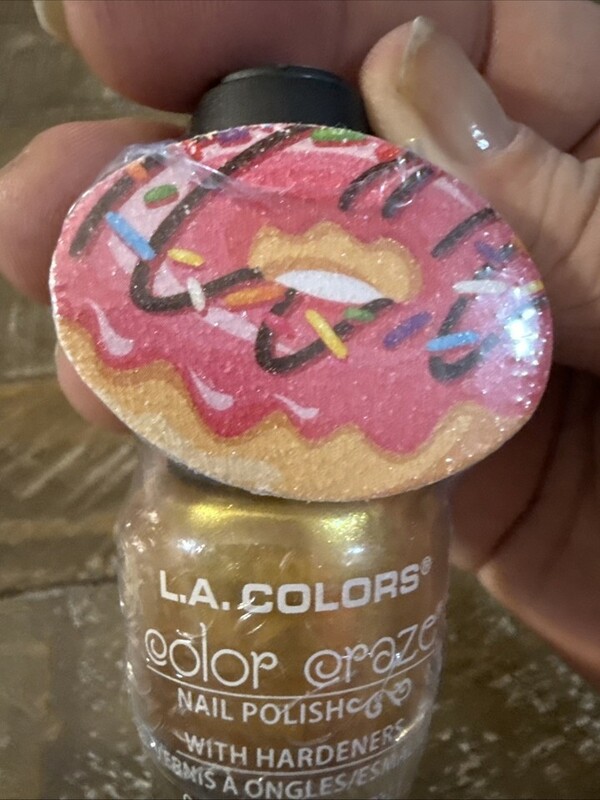 L.A. COLORS®
color craze
NAIL POLISH
WITH HARDENERS
VERNIS À ONGLES/ESMA